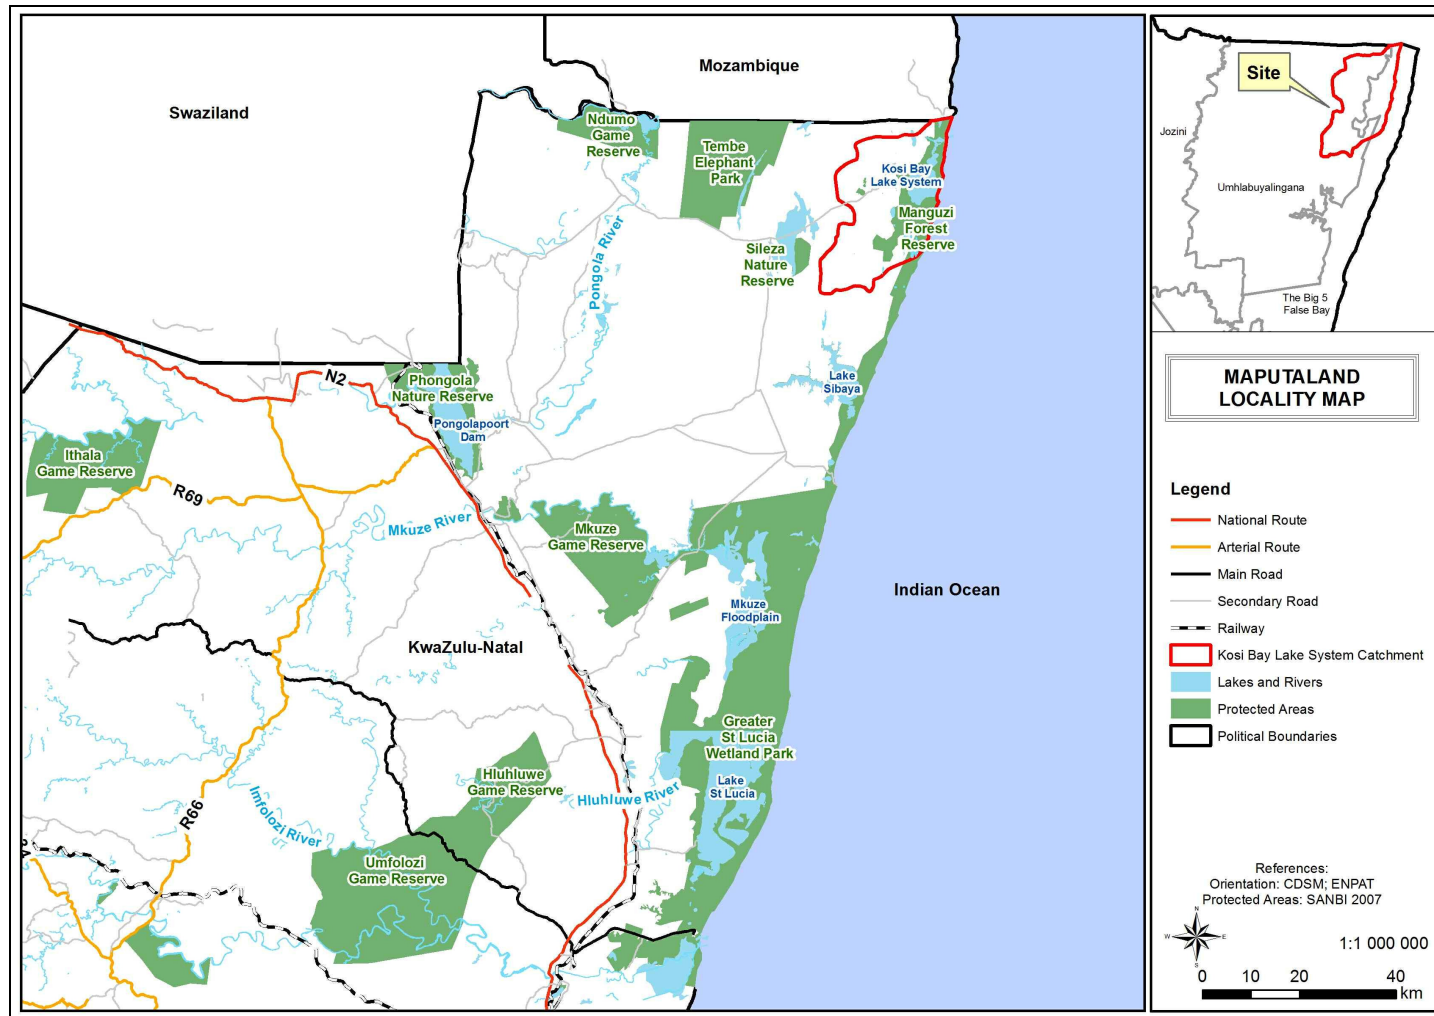 Mozambique
Swaziland
Ndumo
Game
Reserve
Tembe
Elephant
Park
Kosi Bay
Lake System
Manguzi
Forest
Reserve
Sileza
Nature
Reserve
Pongola River
N2
Phongola
Nature Reserve
Pongolapoort
Dam
Lake
Sibaya
Ithala
Game Reserve
R69
Mkuze River
Mkuze
Game Reserve
Indian Ocean
Mkuze
Floodplain
KwaZulu-Natal
Greater
St Lucia
Wetland Park
Lake
St Lucia
Hluhluwe
Game Reserve
Hluhluwe River
R66
Imfolozi River
Umfolozi
Game Reserve
Site
Jozini
Umhlabuyalingana
The Big 5
False Bay
MAPUTALAND
LOCALITY MAP
Legend
National Route
Arterial Route
Main Road
Secondary Road
Railway
Kosi Bay Lake System Catchment
Lakes and Rivers
Protected Areas
Political Boundaries
References:
Orientation: CDSM; ENPAT
Protected Areas: SANBI 2007
N
W E
S
1:1 000 000
0 10 20 40
km